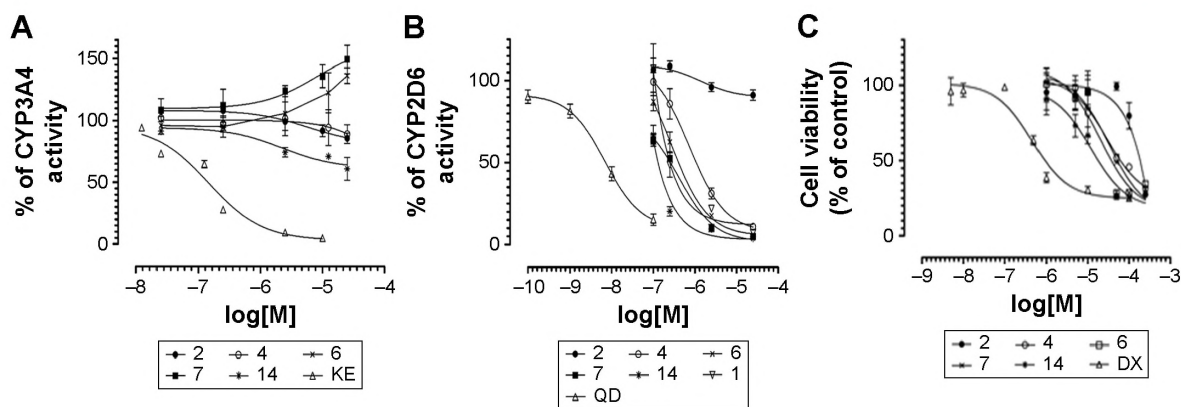 A
% of CYP3A4
activity
150
100
50
0
–8 –7 –6 –5 –4
log[M]
2 4 6
7 14 KE
B
% of CYP2D6
activity
100
50
0
–10 –9 –8 –7 –6 –5 –4
log[M]
2 4 6
7 14 1
QD
C
Cell viability
(% of control)
100
50
0
–9 –8 –7 –6 –5 –4 –3
log[M]
2 4 6
7 14 DX